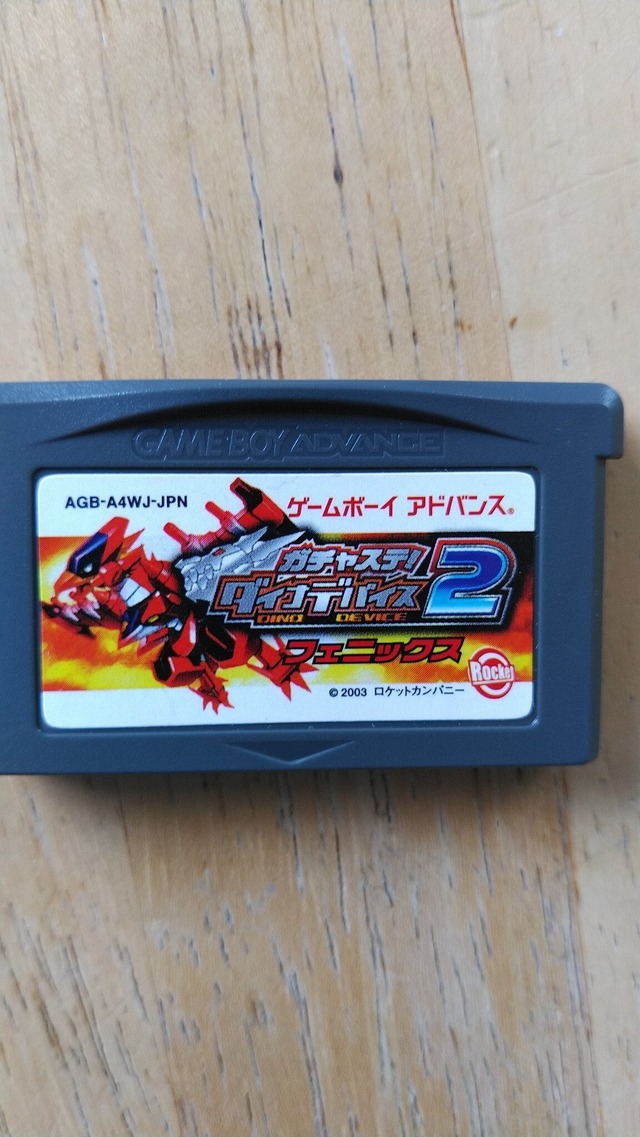 GAME BOY ADVANCE
AGB-A4WJ-JPN
ゲームボーイ アドバンス®
ガチャステ!
ダイナデバイス 2
DINO DEVICE
フェニックス
Rocket
© 2003 ロケットカンパニー